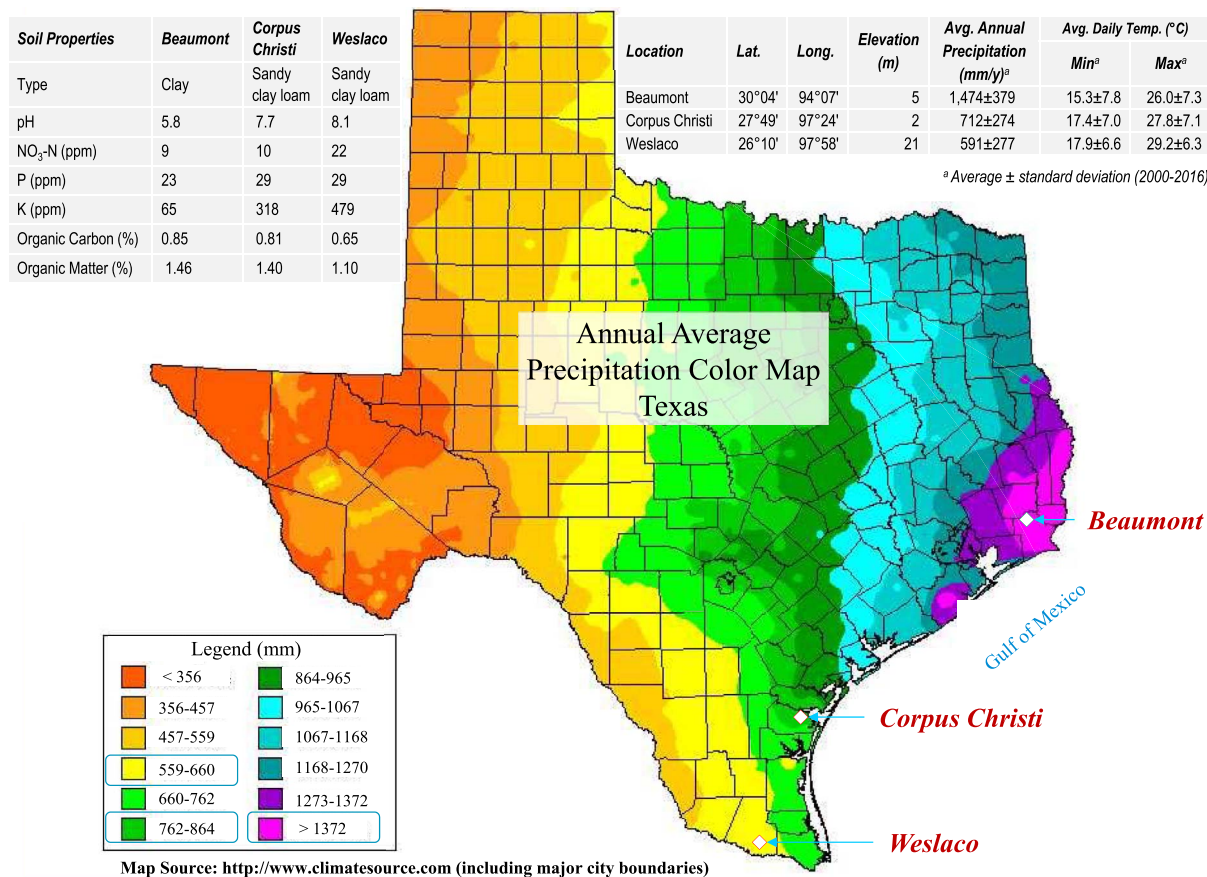 Soil Properties Beaumont Corpus Christi Weslaco
Type Clay Sandy clay loam Sandy clay loam
pH 5.8 7.7 8.1
NO3-N (ppm) 9 10 22
P (ppm) 23 29 29
K (ppm) 65 318 479
Organic Carbon (%) 0.85 0.81 0.65
Organic Matter (%) 1.46 1.40 1.10
Location Lat. Long. Elevation (m) Avg. Annual Precipitation (mm/y)a Avg. Daily Temp. (°C)
Mina Maxa
Beaumont 30°04' 94°07' 5 1,474±379 15.3±7.8 26.0±7.3
Corpus Christi 27°49' 97°24' 2 712±274 17.4±7.0 27.8±7.1
Weslaco 26°10' 97°58' 21 591±277 17.9±6.6 29.2±6.3
a Average ± standard deviation (2000-2016)
Annual Average
Precipitation Color Map
Texas
Beaumont
Gulf of Mexico
Corpus Christi
Weslaco
Legend (mm)
< 356
356-457
457-559
559-660
660-762
762-864
864-965
965-1067
1067-1168
1168-1270
1273-1372
> 1372
Map Source: http://www.climatesource.com (including major city boundaries)